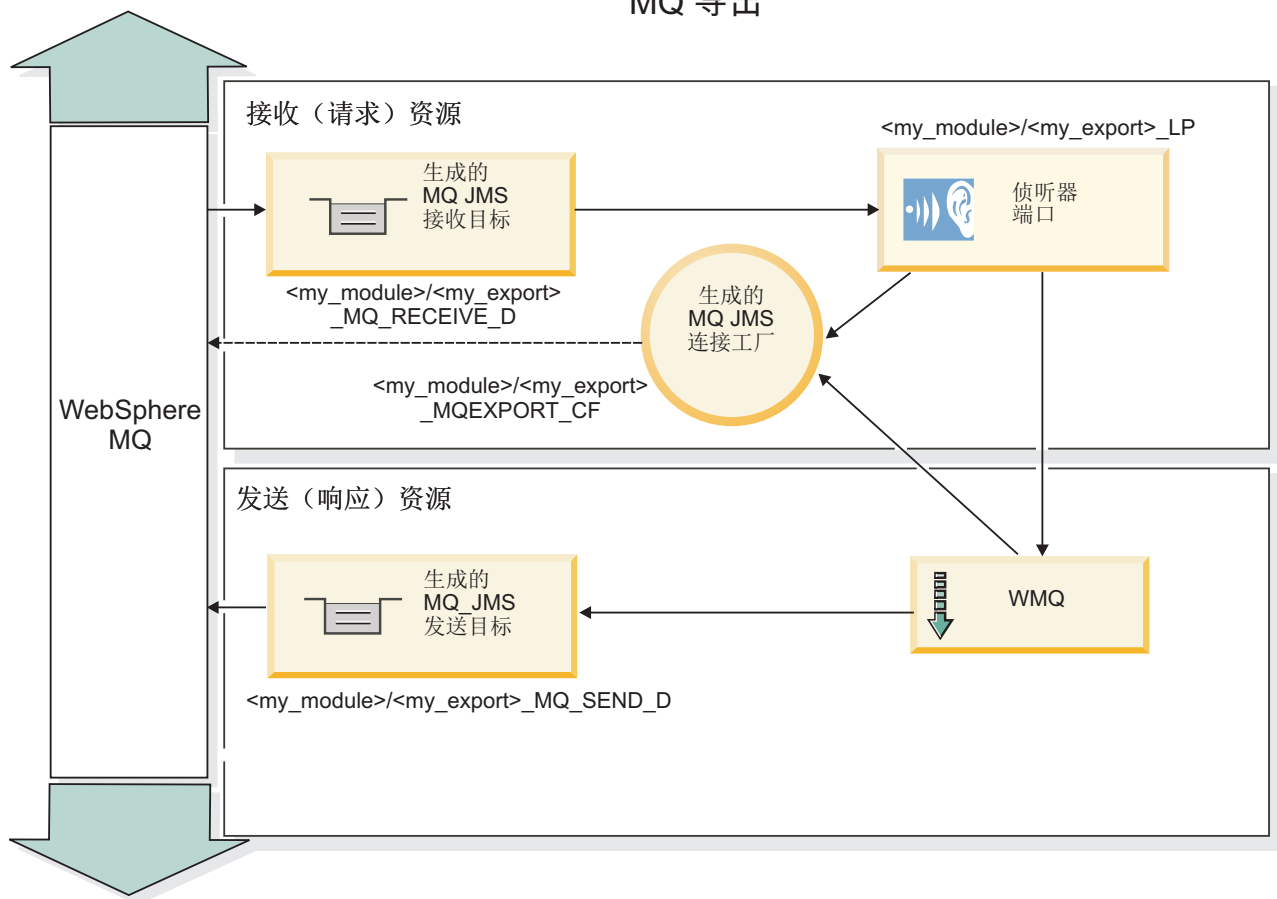 MQ 导出
接收（请求）资源
<my_module>/<my_export>_LP
生成的
MQ JMS
接收目标
侦听器
端口
<my_module>/<my_export>
_MQ_RECEIVE_D
生成的
MQ JMS
连接工厂
<my_module>/<my_export>
_MQEXPORT_CF
WebSphere
MQ
发送（响应）资源
生成的
MQ_JMS
发送目标
WMQ
<my_module>/<my_export>_MQ_SEND_D